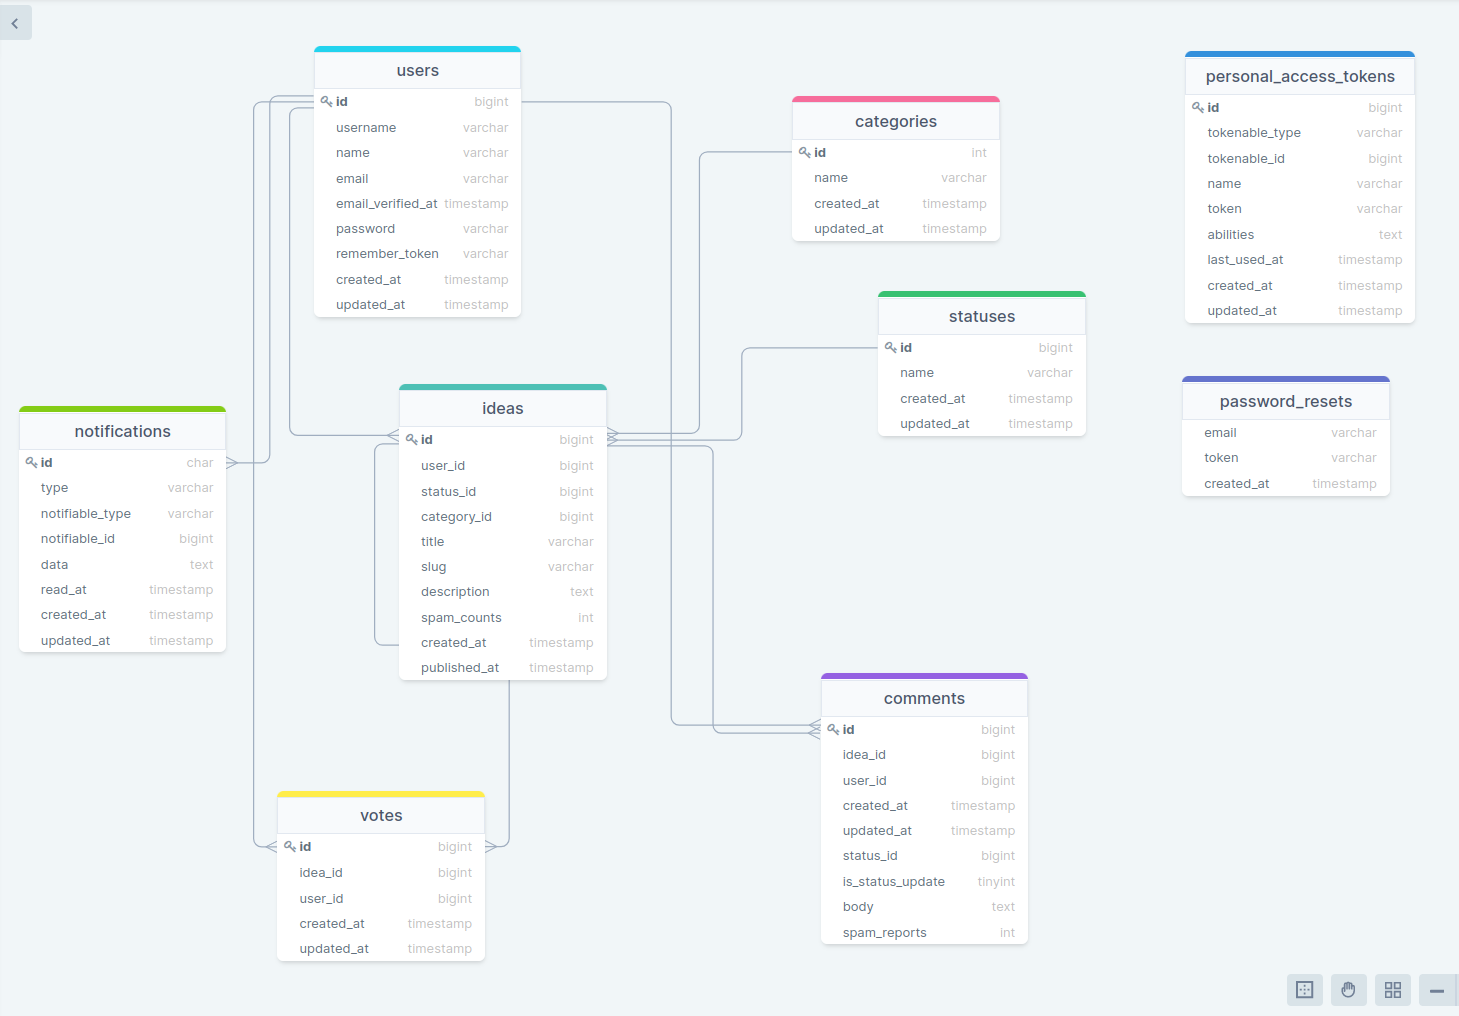 users
id bigint
username varchar
name varchar
email varchar
email_verified_at timestamp
password varchar
remember_token varchar
created_at timestamp
updated_at timestamp
categories
id int
name varchar
created_at timestamp
updated_at timestamp
personal_access_tokens
id bigint
tokenable_type varchar
tokenable_id bigint
name varchar
token varchar
abilities text
last_used_at timestamp
created_at timestamp
updated_at timestamp
statuses
id bigint
name varchar
created_at timestamp
updated_at timestamp
password_resets
email varchar
token varchar
created_at timestamp
notifications
id char
type varchar
notifiable_type varchar
notifiable_id bigint
data text
read_at timestamp
created_at timestamp
updated_at timestamp
ideas
id bigint
user_id bigint
status_id bigint
category_id bigint
title varchar
slug varchar
description text
spam_counts int
created_at timestamp
published_at timestamp
comments
id bigint
idea_id bigint
user_id bigint
created_at timestamp
updated_at timestamp
status_id bigint
is_status_update tinyint
body text
spam_reports int
votes
id bigint
idea_id bigint
user_id bigint
created_at timestamp
updated_at timestamp